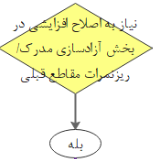 نیاز به اصلاح افزایشی در
بخش آزادسازی مدرک/
ریزنمرات مقاطع قبلی
بله